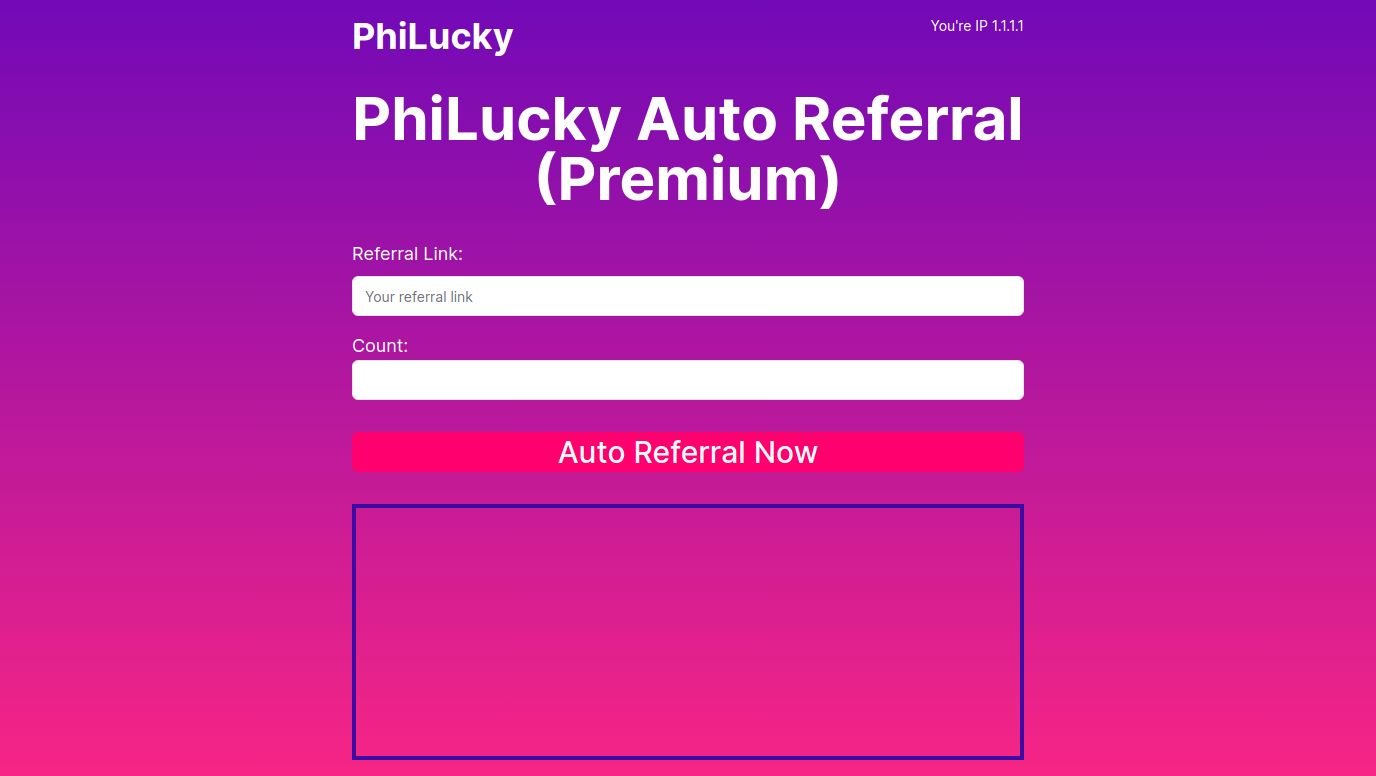 PhiLucky
You're IP 1.1.1.1
PhiLucky Auto Referral
(Premium)
Referral Link:
Your referral link
Count:
Auto Referral Now